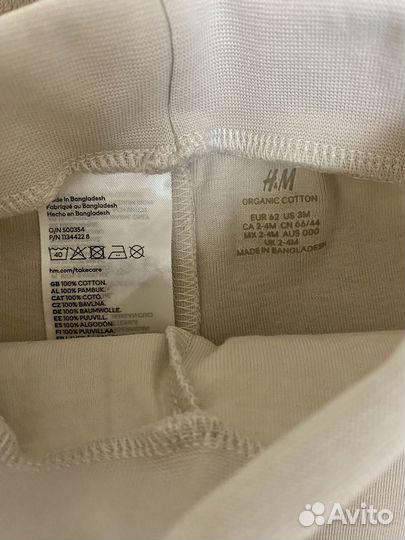 Made in Bangladesh
Fabriqué au Bangladesh
Hecho en Bangladesh
O/N 500354
P/N 1134422 8
40
hm.com/takecare
GB 100% COTTON.
AL 100% PAMBUK.
CAT 100% COTÓ.
CZ 100% BAVLNA.
DE 100% BAUMWOLLE.
EE 100% PUUVILL.
ES 100% ALGODÓN.
FI 100% PUUVILLAA.
H&M
ORGANIC COTTON
EUR 62 US 3M
CA 2-4M CN 66/44
MX 2-4M AUS 000
UK 2-4M
MADE IN BANGLADESH
Avito